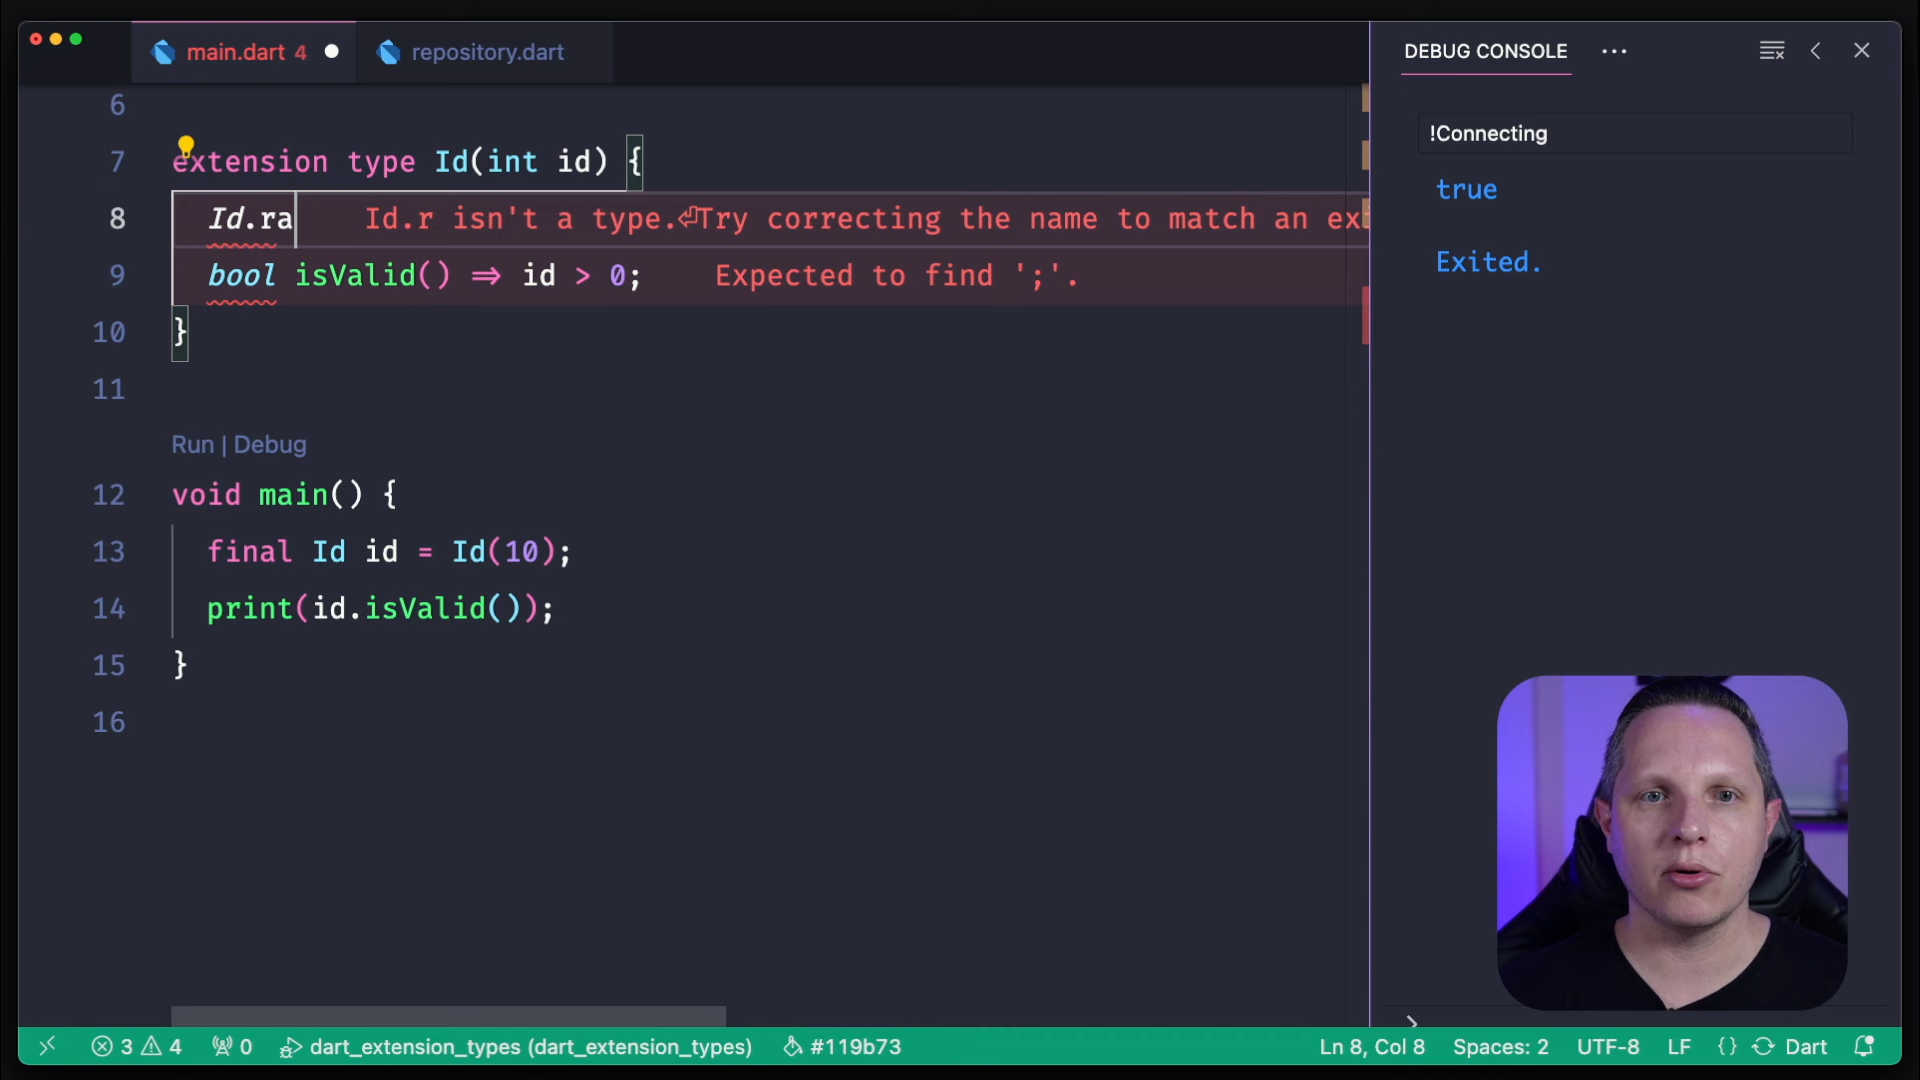 main.dart 4
repository.dart
DEBUG CONSOLE
!Connecting
true
Exited.
6
7 extension type Id(int id) {
8 Id.ra Id.r isn't a type.⏎Try correcting the name to match an exi
9 bool isValid() => id > 0; Expected to find ';'.
10 }
11
Run | Debug
12 void main() {
13 final Id id = Id(10);
14 print(id.isValid());
15 }
16
3 4 0 dart_extension_types (dart_extension_types) #119b73 Ln 8, Col 8 Spaces: 2 UTF-8 LF {} Dart